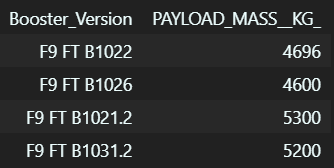 Booster_Version PAYLOAD_MASS__KG_
F9 FT B1022 4696
F9 FT B1026 4600
F9 FT B1021.2 5300
F9 FT B1031.2 5200